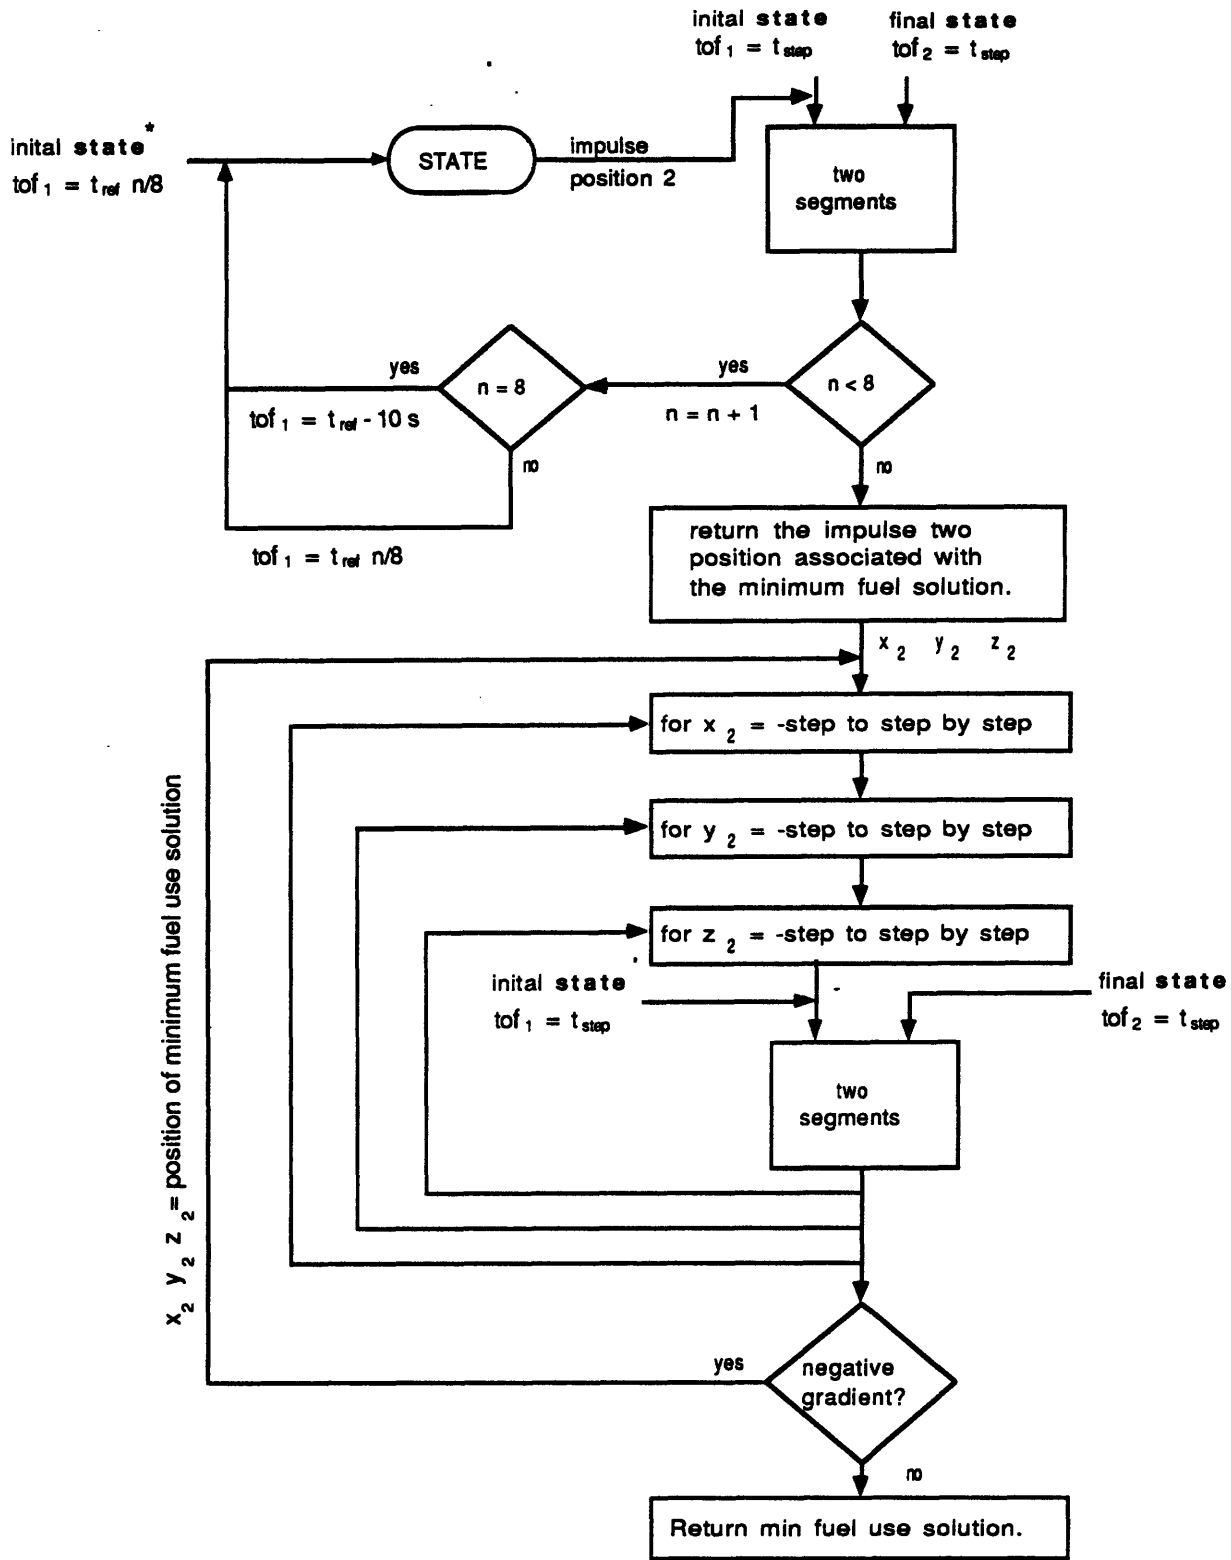 inital state
tof 1 = t step
final state
tof 2 = t step
inital state*
tof 1 = t ref n/8
STATE
impulse
position 2
two
segments
yes
n = 8
tof 1 = t ref - 10 s
yes
n = n + 1
n < 8
no
no
tof 1 = t ref n/8
return the impulse two
position associated with
the minimum fuel solution.
x 2 y 2 z 2
for x 2 = -step to step by step
for y 2 = -step to step by step
for z 2 = -step to step by step
inital state
tof 1 = t step
final state
tof 2 = t step
two
segments
x 2 y 2 z 2 = position of minimum fuel use solution
yes
negative
gradient?
no
Return min fuel use solution.